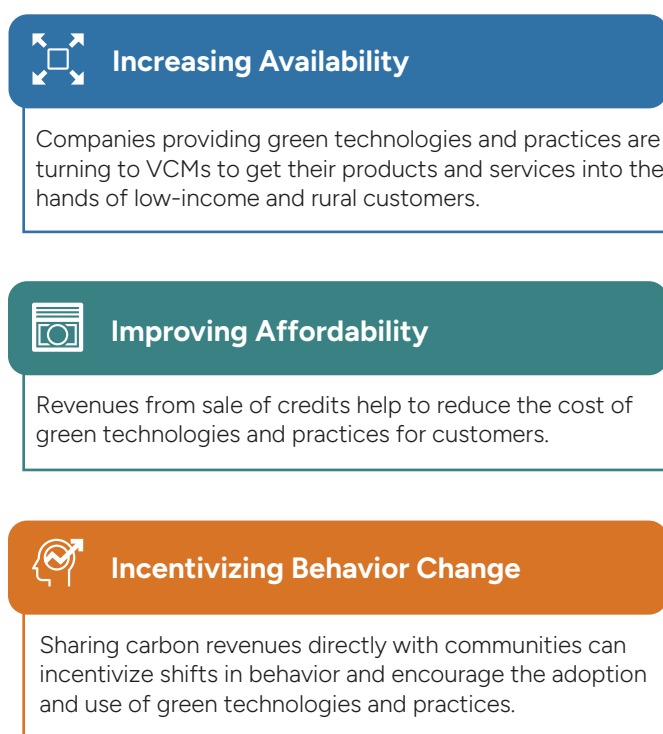 Increasing Availability
Companies providing green technologies and practices are
turning to VCMs to get their products and services into the
hands of low-income and rural customers.
Improving Affordability
Revenues from sale of credits help to reduce the cost of
green technologies and practices for customers.
Incentivizing Behavior Change
Sharing carbon revenues directly with communities can
incentivize shifts in behavior and encourage the adoption
and use of green technologies and practices.